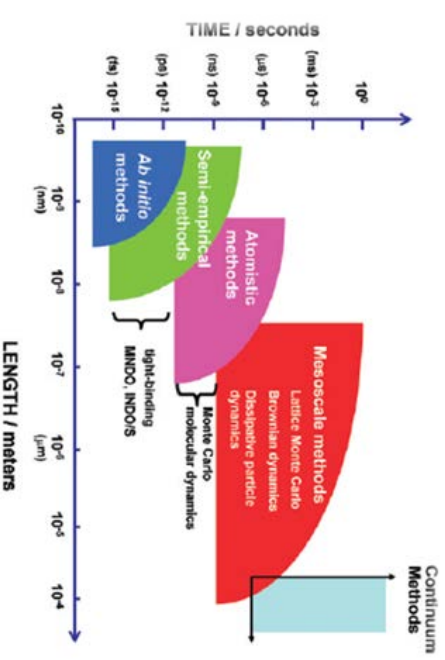 TIME / seconds
10⁰
(ms) 10⁻³
(μs) 10⁻⁶
(ns) 10⁻⁹
(ps) 10⁻¹²
(fs) 10⁻¹⁵
Continuum
Methods
Mesoscale methods
Lattice Monte Carlo
Brownian dynamics
Dissipative particle
dynamics
Atomistic
methods
Semi-empirical
methods
Ab initio
methods
Monte Carlo
molecular dynamics
tight-binding
MNDO, INDO/S
10⁻¹⁰
10⁻⁹
10⁻⁸
10⁻⁷
10⁻⁶
10⁻⁵
10⁻⁴
(nm)
(μm)
LENGTH / meters